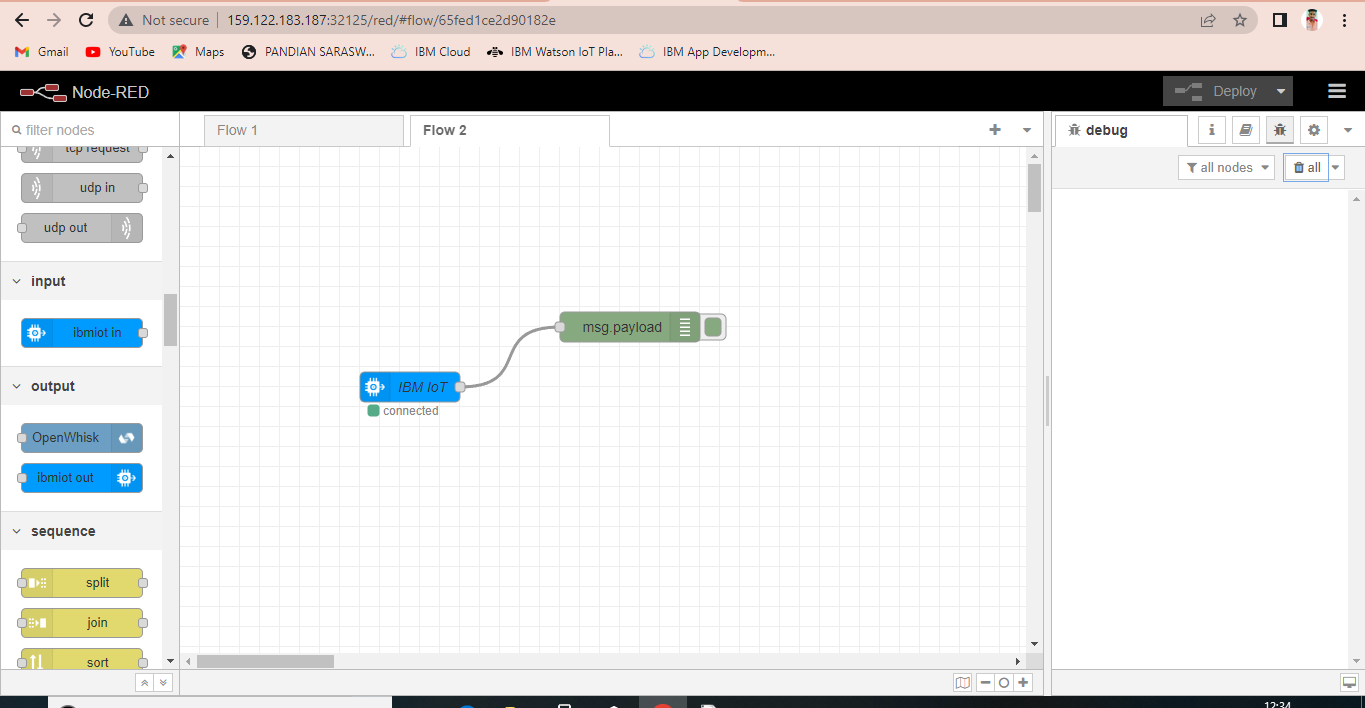 Not secure 159.122.183.187:32125/red/#flow/65fed1ce2d90182e
Gmail YouTube Maps PANDIAN SARASW... IBM Cloud IBM Watson IoT Pla... IBM App Developm...
Node-RED Deploy
filter nodes Flow 1 Flow 2 debug
tcp request
all nodes all
udp in
udp out
input
msg.payload
ibmiot in
output
IBM IoT
connected
OpenWhisk
ibmiot out
sequence
split
join
sort
12:34